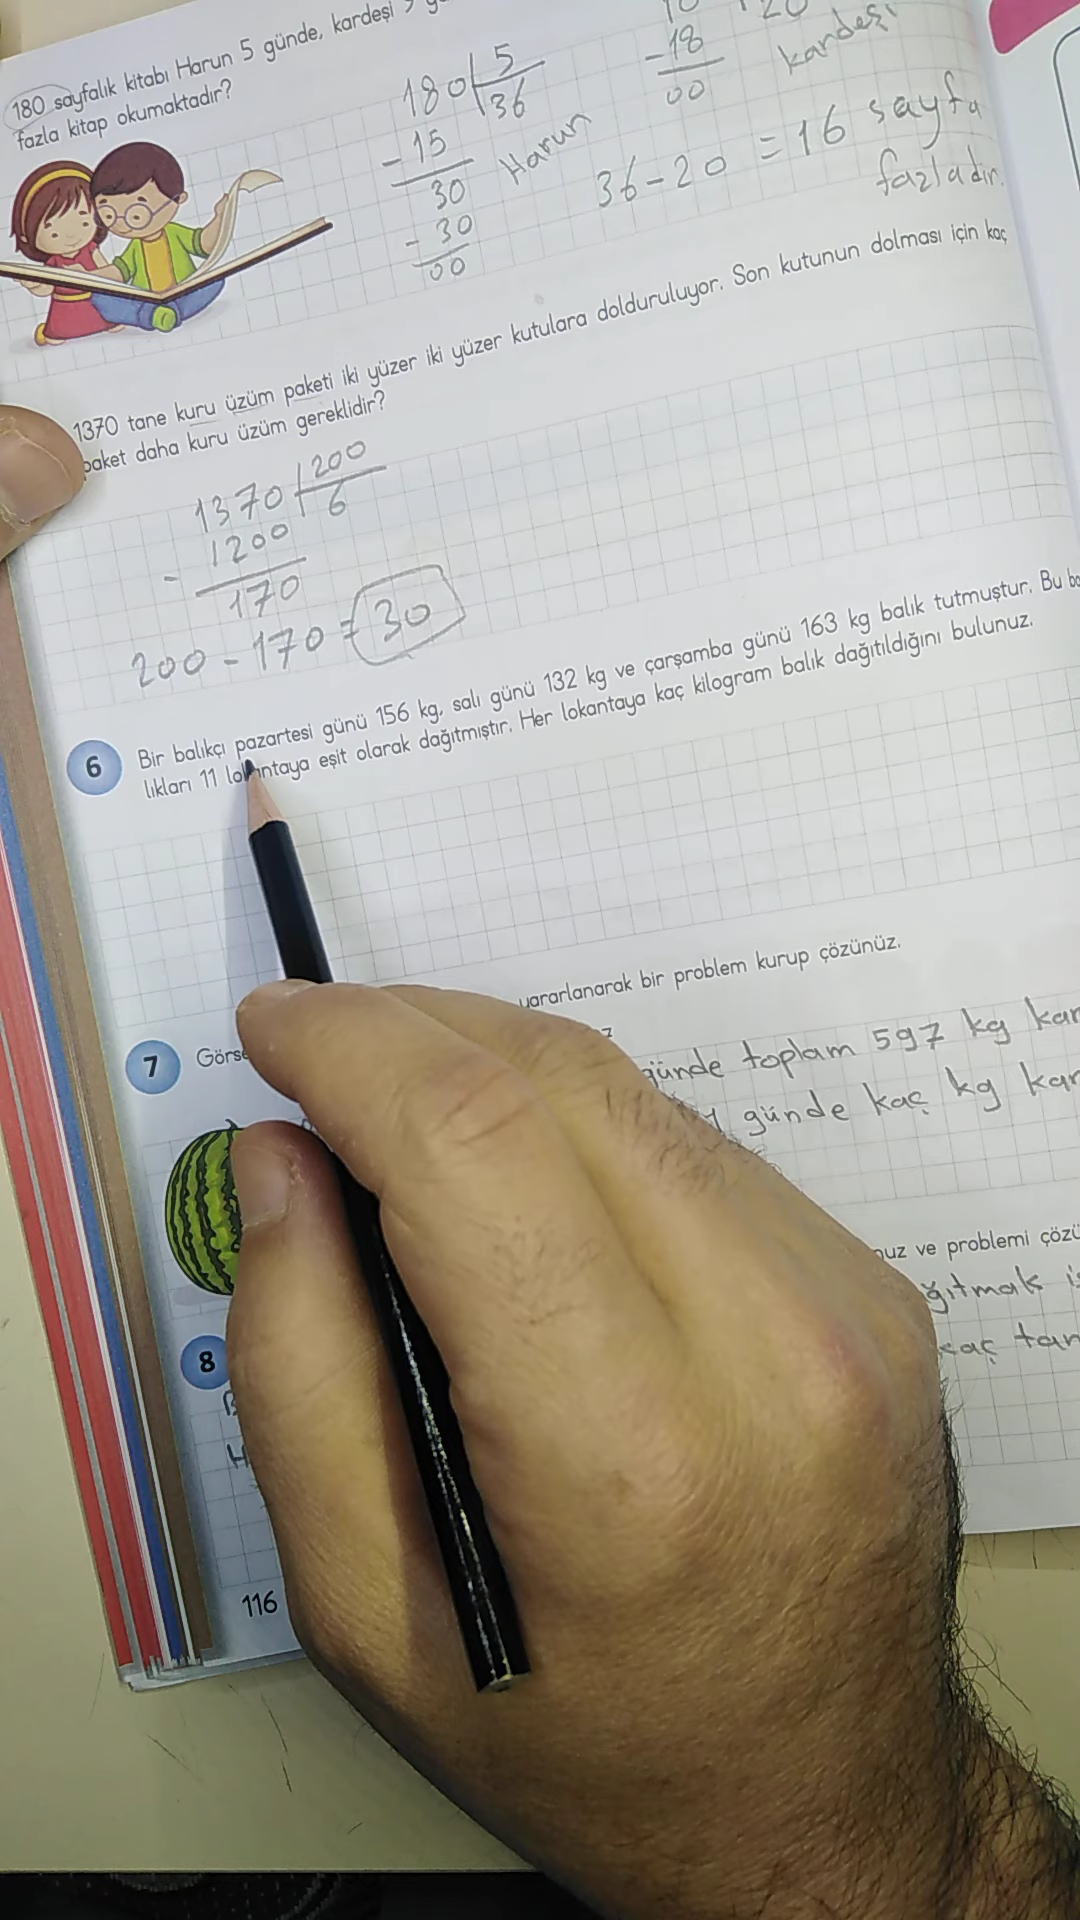 180 sayfalık kitabı Harun 5 günde, kardeşi
fazla kitap okumaktadır?
180 5
36
- 15
30
- 30
00
Harun
- 18
00
kardeşi
36 - 20 = 16 sayfa
fazladır.
1370 tane kuru üzüm paketi iki yüzer iki yüzer kutulara dolduruluyor. Son kutunun dolması için kaç
paket daha kuru üzüm gereklidir?
1370 200
6
- 1200
170
200 - 170 = 30
6 Bir balıkçı pazartesi günü 156 kg, salı günü 132 kg ve çarşamba günü 163 kg balık tutmuştur. Bu ba
lıkları 11 lokantaya eşit olarak dağıtmıştır. Her lokantaya kaç kilogram balık dağıtıldığını bulunuz.
7 Görse
yararlanarak bir problem kurup çözünüz.
günde toplam 597 kg kar
günde kaç kg kar
uz ve problemi çözü
8
ğıtmak is
kaç tan
116